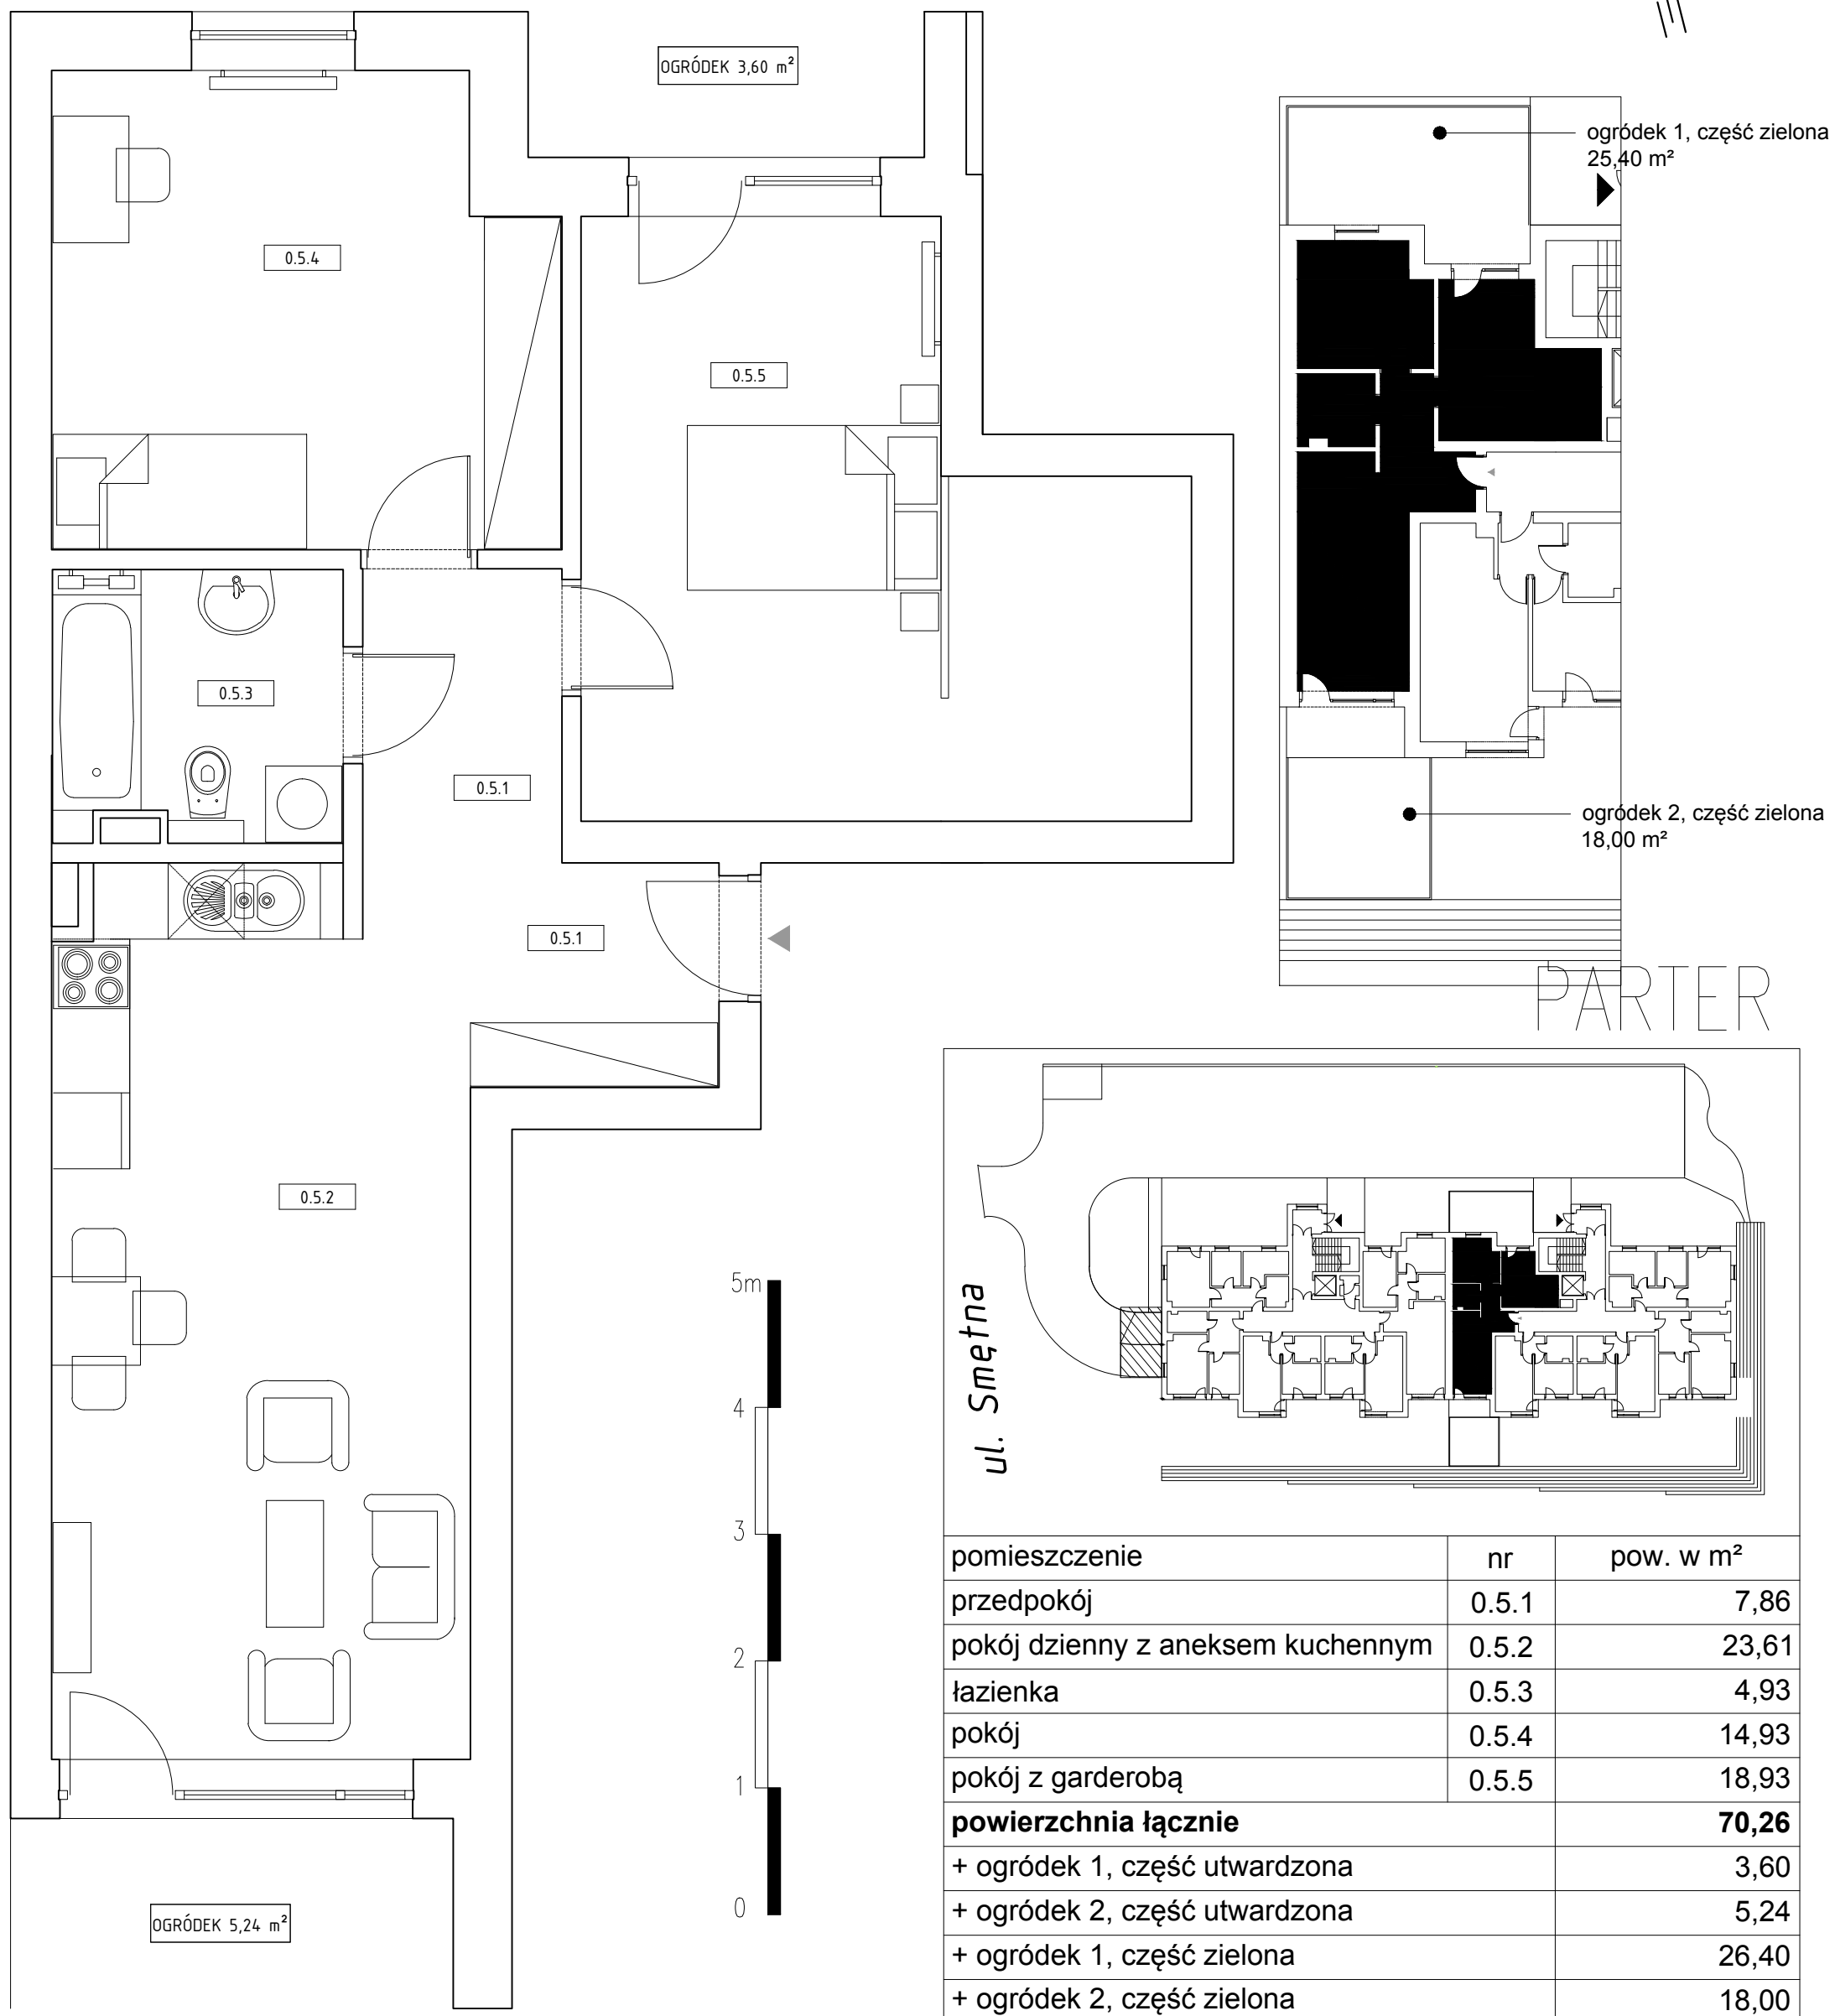 OGRÓDEK 3,60 m²
ogródek 1, część zielona
25,40 m²
0.5.4
0.5.5
0.5.3
0.5.1
0.5.1
ogródek 2, część zielona
18,00 m²
PARTER
0.5.2
5m
4
3
2
1
0
ul. Smętna
OGRÓDEK 5,24 m²
pomieszczenie nr pow. w m²
przedpokój 0.5.1 7,86
pokój dzienny z aneksem kuchennym 0.5.2 23,61
łazienka 0.5.3 4,93
pokój 0.5.4 14,93
pokój z garderobą 0.5.5 18,93
powierzchnia łącznie 70,26
+ ogródek 1, część utwardzona 3,60
+ ogródek 2, część utwardzona 5,24
+ ogródek 1, część zielona 26,40
+ ogródek 2, część zielona 18,00